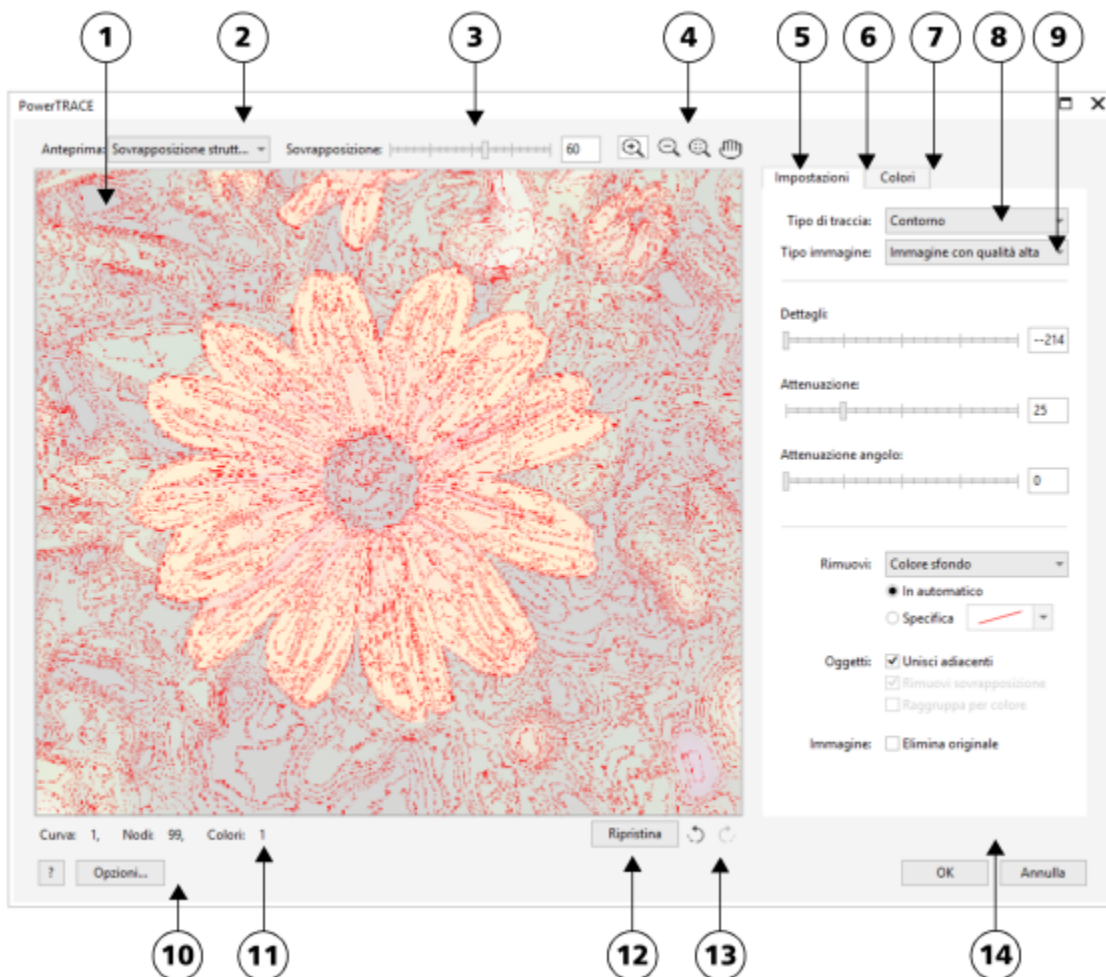 1 2 3 4 5 6 7 8 9
PowerTRACE
Anteprima: Sovrapposizione strutt... Sovrapposizione: 60
Impostazioni Colori
Tipo di traccia: Contorno
Tipo immagine: Immagine con qualità alta
Dettagli:
--214
Attenuazione:
25
Attenuazione angolo:
0
Rimuovi: Colore sfondo
In automatico
Specifica
Oggetti: Unisci adiacenti
Rimuovi sovrapposizione
Raggruppa per colore
Immagine: Elimina originale
Curva: 1, Nodi: 99, Colori: 1 Ripristina
? Opzioni... OK Annulla
10 11 12 13 14